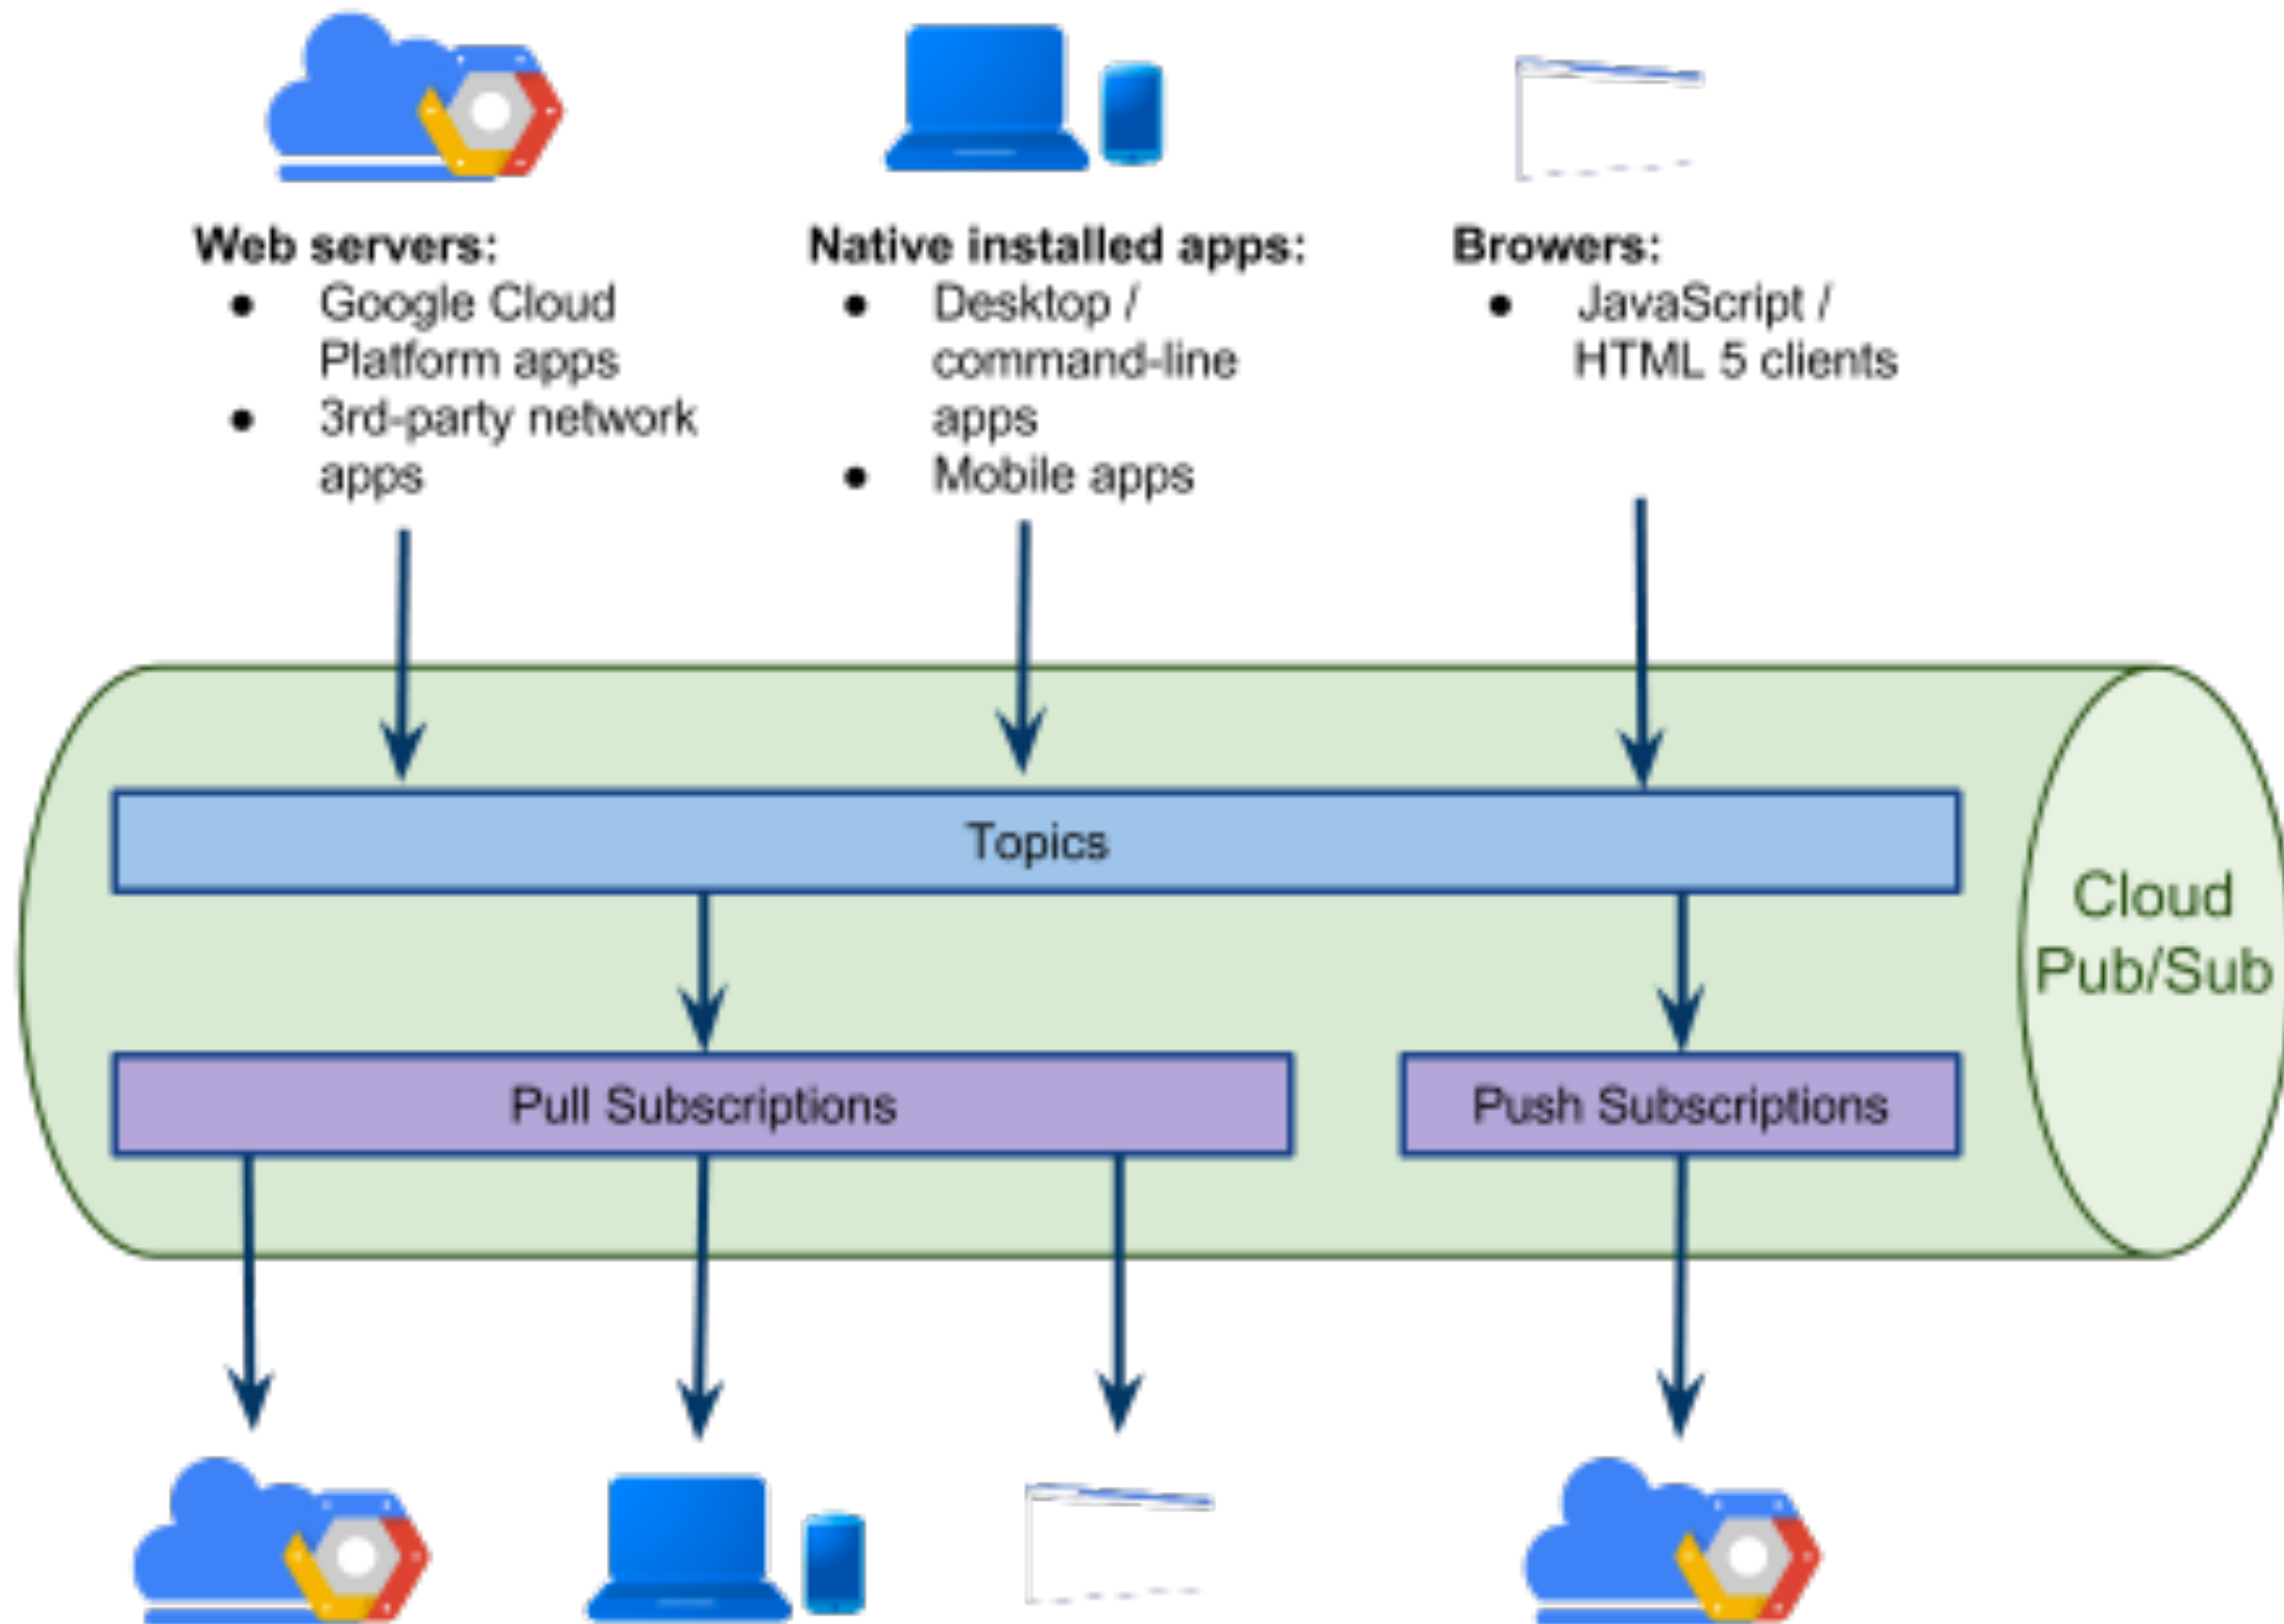 Web servers:
● Google Cloud
Platform apps
● 3rd-party network
apps
Native installed apps:
● Desktop /
command-line
apps
● Mobile apps
Browers:
● JavaScript /
HTML 5 clients
Topics
Cloud
Pub/Sub
Pull Subscriptions
Push Subscriptions